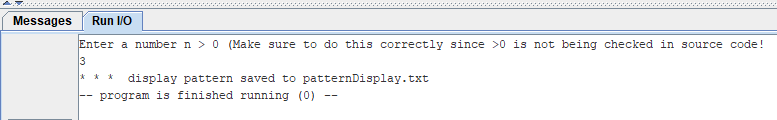 Messages Run I/O
Enter a number n > 0 (Make sure to do this correctly since >0 is not being checked in source code!
3
* * *  display pattern saved to patternDisplay.txt
-- program is finished running (0) --